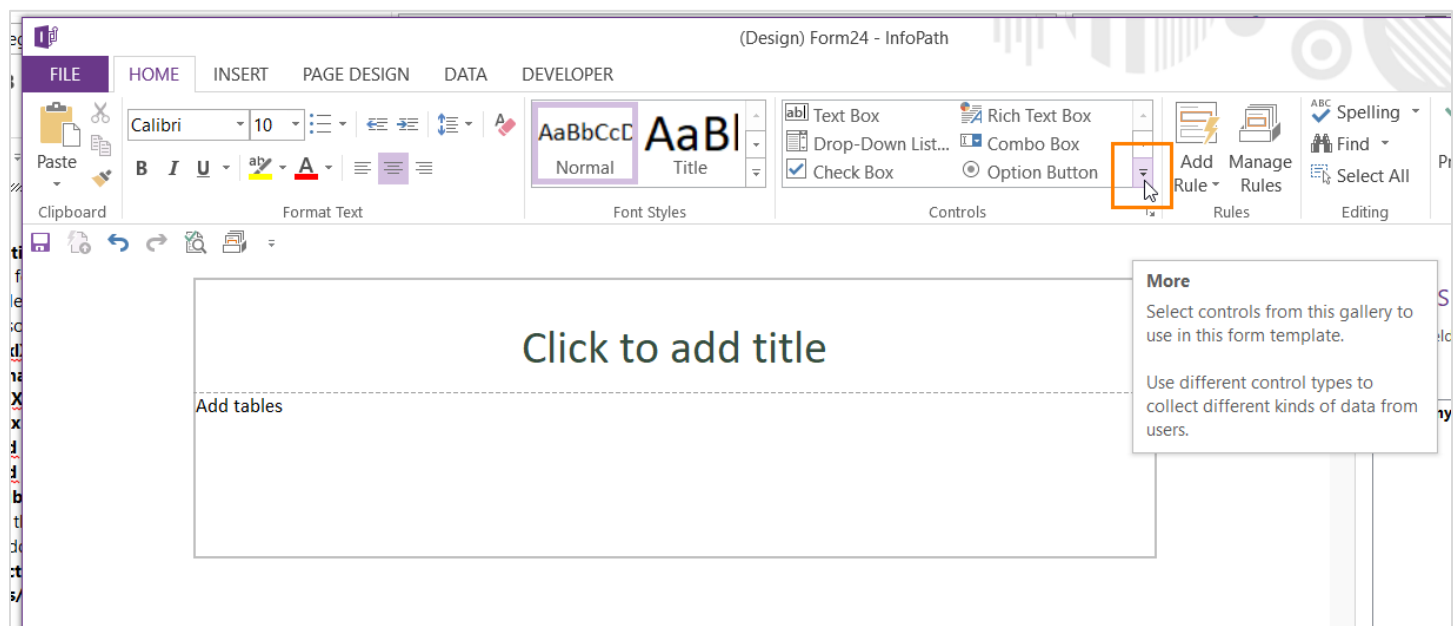 (Design) Form24 - InfoPath
FILE HOME INSERT PAGE DESIGN DATA DEVELOPER
Paste
Calibri 10
B I U ab A
AaBbCcD AaBl
Normal Title
abl Text Box Rich Text Box
Drop-Down List... Combo Box
Check Box Option Button
Add Rule Manage Rules
ABC Spelling
Find
Select All
Clipboard Format Text Font Styles Controls Rules Editing
Click to add title
Add tables
More
Select controls from this gallery to
use in this form template.
Use different control types to
collect different kinds of data from
users.